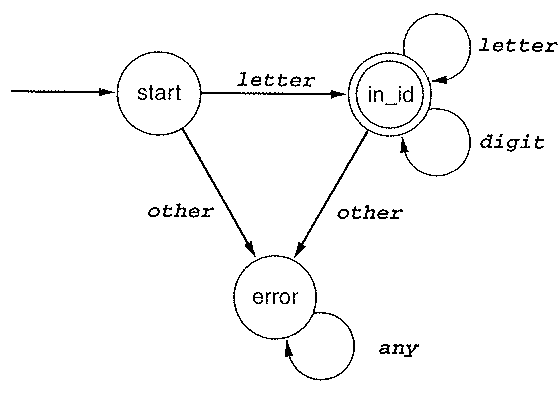 letter
letter
start
in_id
digit
other
other
error
any